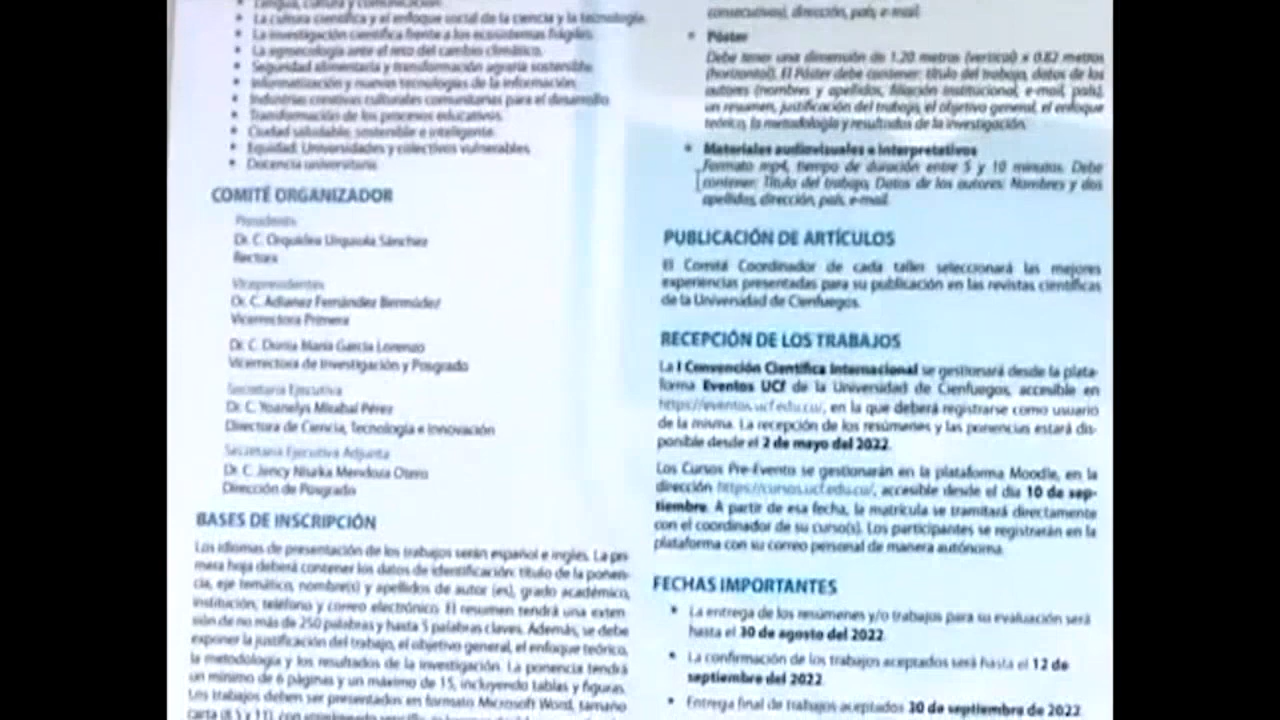 Lengua, cultura y comunicación.
• La cultura científica y el enfoque social de la ciencia y la tecnología.
• La investigación científica frente a los ecosistemas frágiles.
• La agroecología ante el reto del cambio climático.
• Seguridad alimentaria y transformación agraria sostenible.
• Informatización y nuevas tecnologías de la información.
• Industrias creativas culturales comunitarias para el desarrollo.
• Transformación de los procesos educativos.
• Ciudad saludable, sostenible e inteligente.
• Equidad: Universidades y colectivos vulnerables.
• Docencia universitaria.
COMITÉ ORGANIZADOR
Presidenta
Dr. C. Orquídea Urquiola Sánchez
Rectora
Vicepresidentes
Dr. C. Adianez Fernández Bermúdez
Vicerrectora Primera
Dr. C. Dunia María García Lorenzo
Vicerrectora de Investigación y Posgrado
Secretaria Ejecutiva
Dr. C. Yoanelys Mirabal Pérez
Directora de Ciencia, Tecnología e Innovación
Secretaria Ejecutiva Adjunta
Dr. C. Jency Niurka Mendoza Otero
Dirección de Posgrado
BASES DE INSCRIPCIÓN
Los idiomas de presentación de los trabajos serán español e inglés. La pri-
mera hoja deberá contener los datos de identificación: título de la ponen-
cia, eje temático, nombre(s) y apellidos de autor (es), grado académico,
institución, teléfono y correo electrónico. El resumen tendrá una exten-
sión de no más de 250 palabras y hasta 5 palabras claves. Además, se debe
exponer la justificación del trabajo, el objetivo general, el enfoque teórico,
la metodología y los resultados de la investigación. La ponencia tendrá
un mínimo de 6 páginas y un máximo de 15, incluyendo tablas y figuras.
Los trabajos deben ser presentados en formato Microsoft Word, tamaño
carta (8.5 x 11), con
consecutivos), dirección, país, e-mail.
• Póster
Debe tener una dimensión de 1.20 metros (vertical) x 0.82 metros
(horizontal). El Póster debe contener: título del trabajo, datos de los
autores (nombres y apellidos, filiación institucional, e-mail, país),
un resumen, justificación del trabajo, el objetivo general, el enfoque
teórico, la metodología y resultados de la investigación.
• Materiales audiovisuales e interpretativos
Formato mp4, tiempo de duración entre 5 y 10 minutos. Debe
contener: Título del trabajo, Datos de los autores: Nombres y dos
apellidos, dirección, país, e-mail.
PUBLICACIÓN DE ARTÍCULOS
El Comité Coordinador de cada taller seleccionará las mejores
experiencias presentadas para su publicación en las revistas científicas
de la Universidad de Cienfuegos.
RECEPCIÓN DE LOS TRABAJOS
La I Convención Científica Internacional se gestionará desde la plata-
forma Eventos UCf de la Universidad de Cienfuegos, accesible en
https://eventos.ucf.edu.cu/, en la que deberá registrarse como usuario
de la misma. La recepción de los resúmenes y las ponencias estará dis-
ponible desde el 2 de mayo del 2022.
Los Cursos Pre-Evento se gestionarán en la plataforma Moodle, en la
dirección https://cursos.ucf.edu.cu/, accesible desde el día 10 de sep-
tiembre. A partir de esa fecha, la matrícula se tramitará directamente
con el coordinador de su curso(s). Los participantes se registrarán en la
plataforma con su correo personal de manera autónoma.
FECHAS IMPORTANTES
• La entrega de los resúmenes y/o trabajos para su evaluación será
hasta el 30 de agosto del 2022.
• La confirmación de los trabajos aceptados será hasta el 12 de
septiembre del 2022.
• Entrega final de trabajos aceptados 30 de septiembre de 2022.